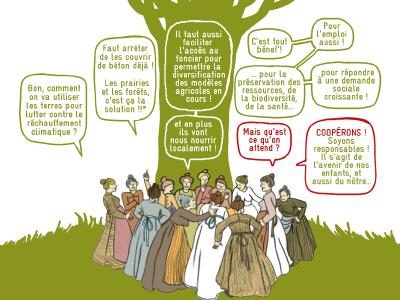 Bon, comment
on va utiliser
les terres pour
lutter contre le
réchauffement
climatique ?
Faut arrêter
de les couvrir
de béton déjà !
Les prairies
et les forêts,
c'est ça la
solution !!*
Il faut aussi
faciliter
l'accès au
foncier pour
permettre la
diversification
des modèles
agricoles en
cours !
et en plus
ils vont
nous nourrir
localement !
C'est tout
bénef'!
Pour
l'emploi
aussi !
... pour la
préservation des
ressources, de
la biodiversité,
de la santé...
pour répondre
à une demande
sociale
croissante !
Mais qu'est
ce qu'on
attend ?
COOPÉRONS !
Soyons
responsables !
Il s'agit de
l'avenir de nos
enfants, et
aussi du nôtre..